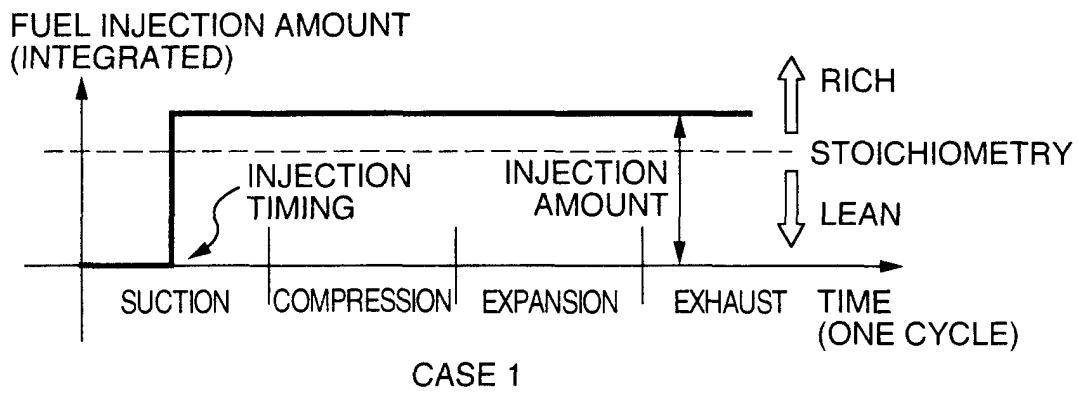 FUEL INJECTION AMOUNT
(INTEGRATED)
RICH
STOICHIOMETRY
INJECTION
TIMING
INJECTION
AMOUNT
LEAN
SUCTION COMPRESSION EXPANSION EXHAUST TIME
(ONE CYCLE)
CASE 1